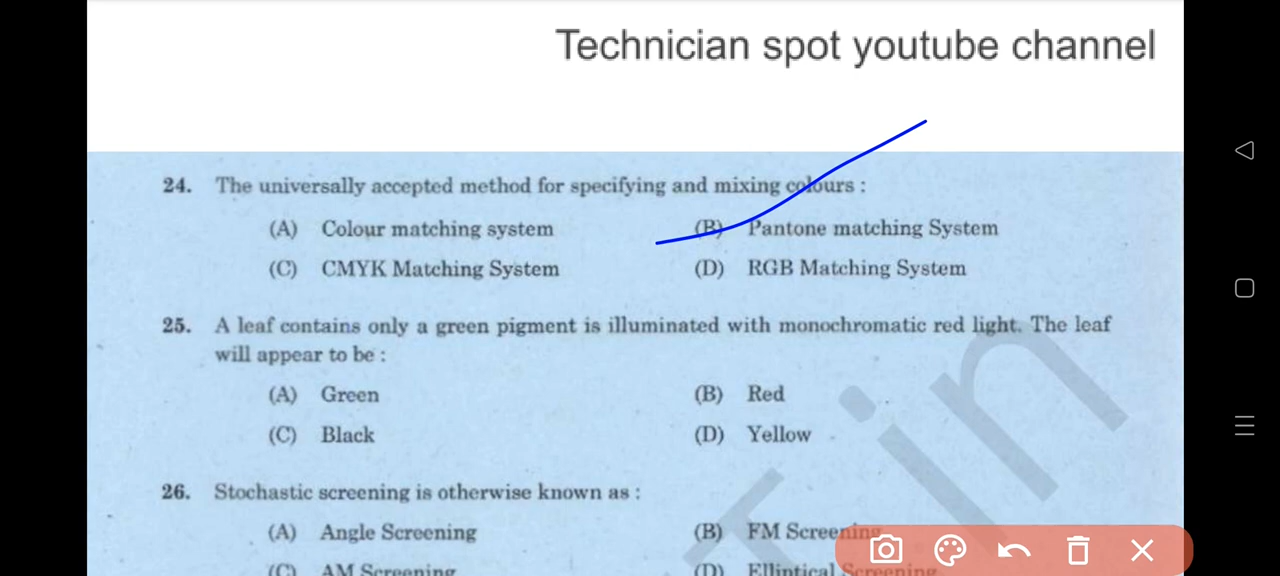 Technician spot youtube channel
24. The universally accepted method for specifying and mixing colours :
(A) Colour matching system (B) Pantone matching System
(C) CMYK Matching System (D) RGB Matching System
25. A leaf contains only a green pigment is illuminated with monochromatic red light. The leaf
will appear to be :
(A) Green (B) Red
(C) Black (D) Yellow
26. Stochastic screening is otherwise known as :
(A) Angle Screening (B) FM Screening
(C) AM Screening (D) Elliptical Screening
T in